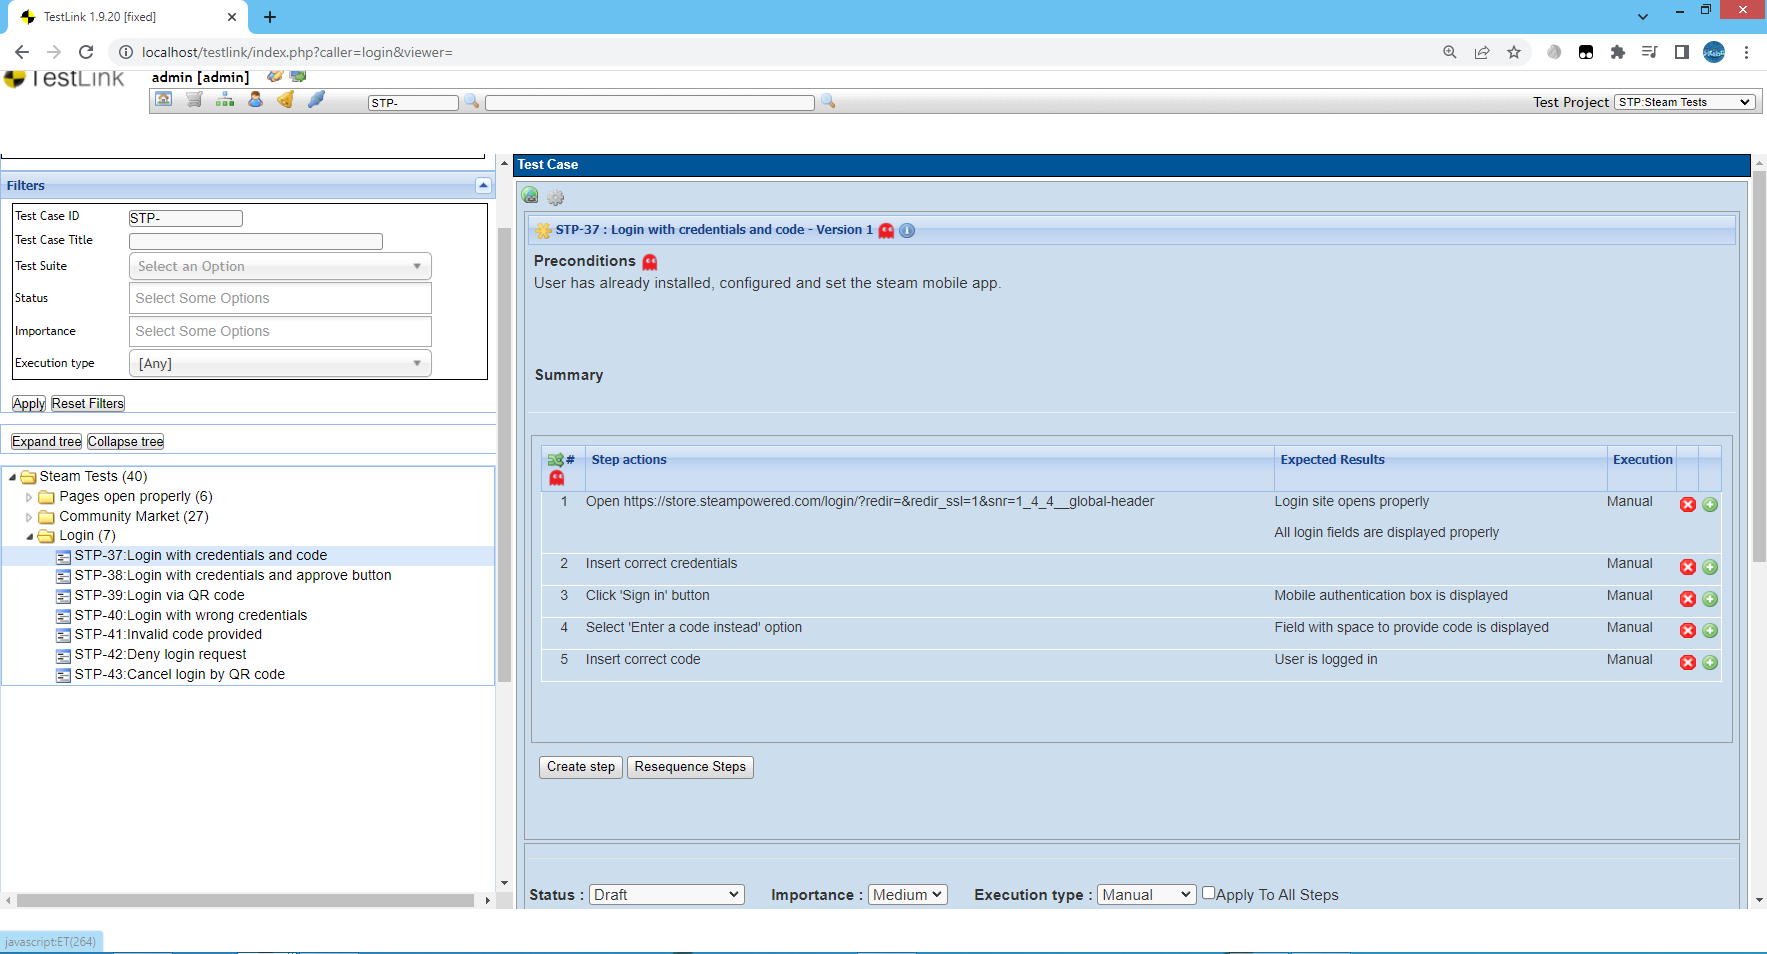 TestLink 1.9.20 [fixed]
localhost/testlink/index.php?caller=login&viewer=
TestLink
admin [admin]
STP-
Test Project
STP:Steam Tests
Filters
Test Case ID
STP-
Test Case Title
Test Suite
Select an Option
Status
Select Some Options
Importance
Select Some Options
Execution type
[Any]
Apply
Reset Filters
Expand tree
Collapse tree
Steam Tests (40)
Pages open properly (6)
Community Market (27)
Login (7)
STP-37:Login with credentials and code
STP-38:Login with credentials and approve button
STP-39:Login via QR code
STP-40:Login with wrong credentials
STP-41:Invalid code provided
STP-42:Deny login request
STP-43:Cancel login by QR code
Test Case
STP-37 : Login with credentials and code - Version 1
Preconditions
User has already installed, configured and set the steam mobile app.
Summary
# Step actions Expected Results Execution
1 Open https://store.steampowered.com/login/?redir=&redir_ssl=1&snr=1_4_4__global-header Login site opens properly Manual
All login fields are displayed properly
2 Insert correct credentials Manual
3 Click 'Sign in' button Mobile authentication box is displayed Manual
4 Select 'Enter a code instead' option Field with space to provide code is displayed Manual
5 Insert correct code User is logged in Manual
Create step
Resequence Steps
Status : Draft Importance : Medium Execution type : Manual Apply To All Steps
javascript:ET(264)